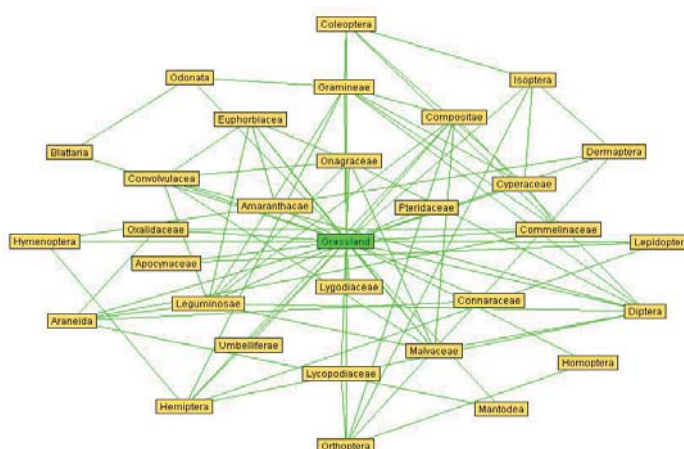 Coleoptera
Odonata
Gramineae
Isoptera
Euphorbiacea
Compositae
Blattaria
Onagraceae
Dermaptera
Convolvulacea
Cyperaceae
Amaranthacae
Pteridaceae
Oxalidaceae
Commelinaceae
Hymenoptera
Grassland
Lepidopter
Apocynaceae
Lygodiaceae
Leguminosae
Connaraceae
Araneida
Diptera
Umbelliferae
Malvaceae
Homoptera
Lycopodiaceae
Hemiptera
Mantodea
Orthoptera